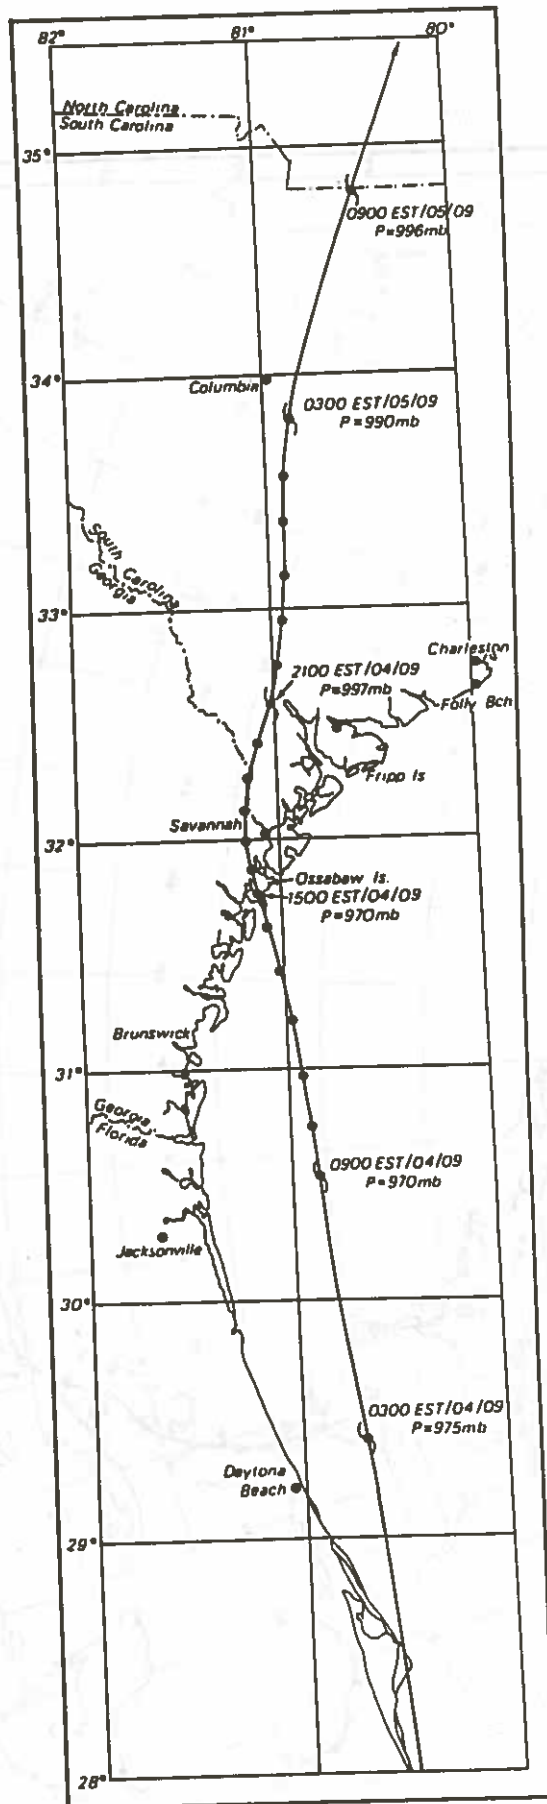 82° 81° 80°
North Carolina
South Carolina
35°
0900 EST/05/09
P=996mb
34°
Columbia
0300 EST/05/09
P=990mb
South Carolina
Georgia
33°
Charleston
2100 EST/04/09
P=997mb
Folly Bch
Fripp Is
Savannah
32°
Ossabaw Is.
1500 EST/04/09
P=970mb
Brunswick
31°
Georgia
Florida
0900 EST/04/09
P=970mb
Jacksonville
30°
0300 EST/04/09
P=975mb
Daytona
Beach
29°
28°